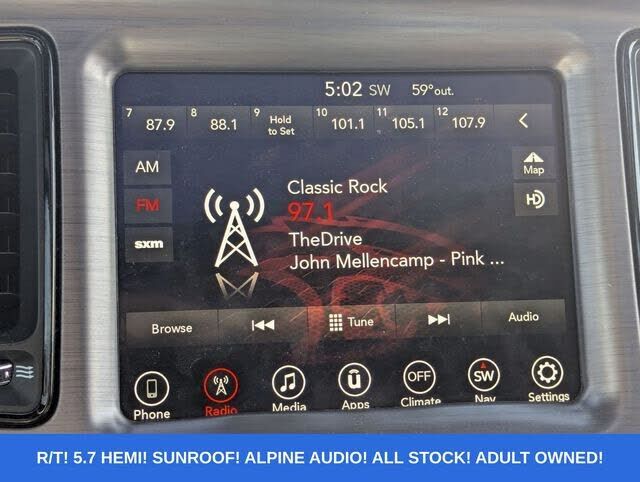 5:02 SW 59°out.
7 87.9 8 88.1 9 Hold to Set 10 101.1 11 105.1 12 107.9
AM
Map
FM
HD
sxm
Classic Rock
97.1
TheDrive
John Mellencamp - Pink ...
Browse Tune Audio
OFF SW
Phone Radio Media Apps Climate Nav Settings
R/T! 5.7 HEMI! SUNROOF! ALPINE AUDIO! ALL STOCK! ADULT OWNED!